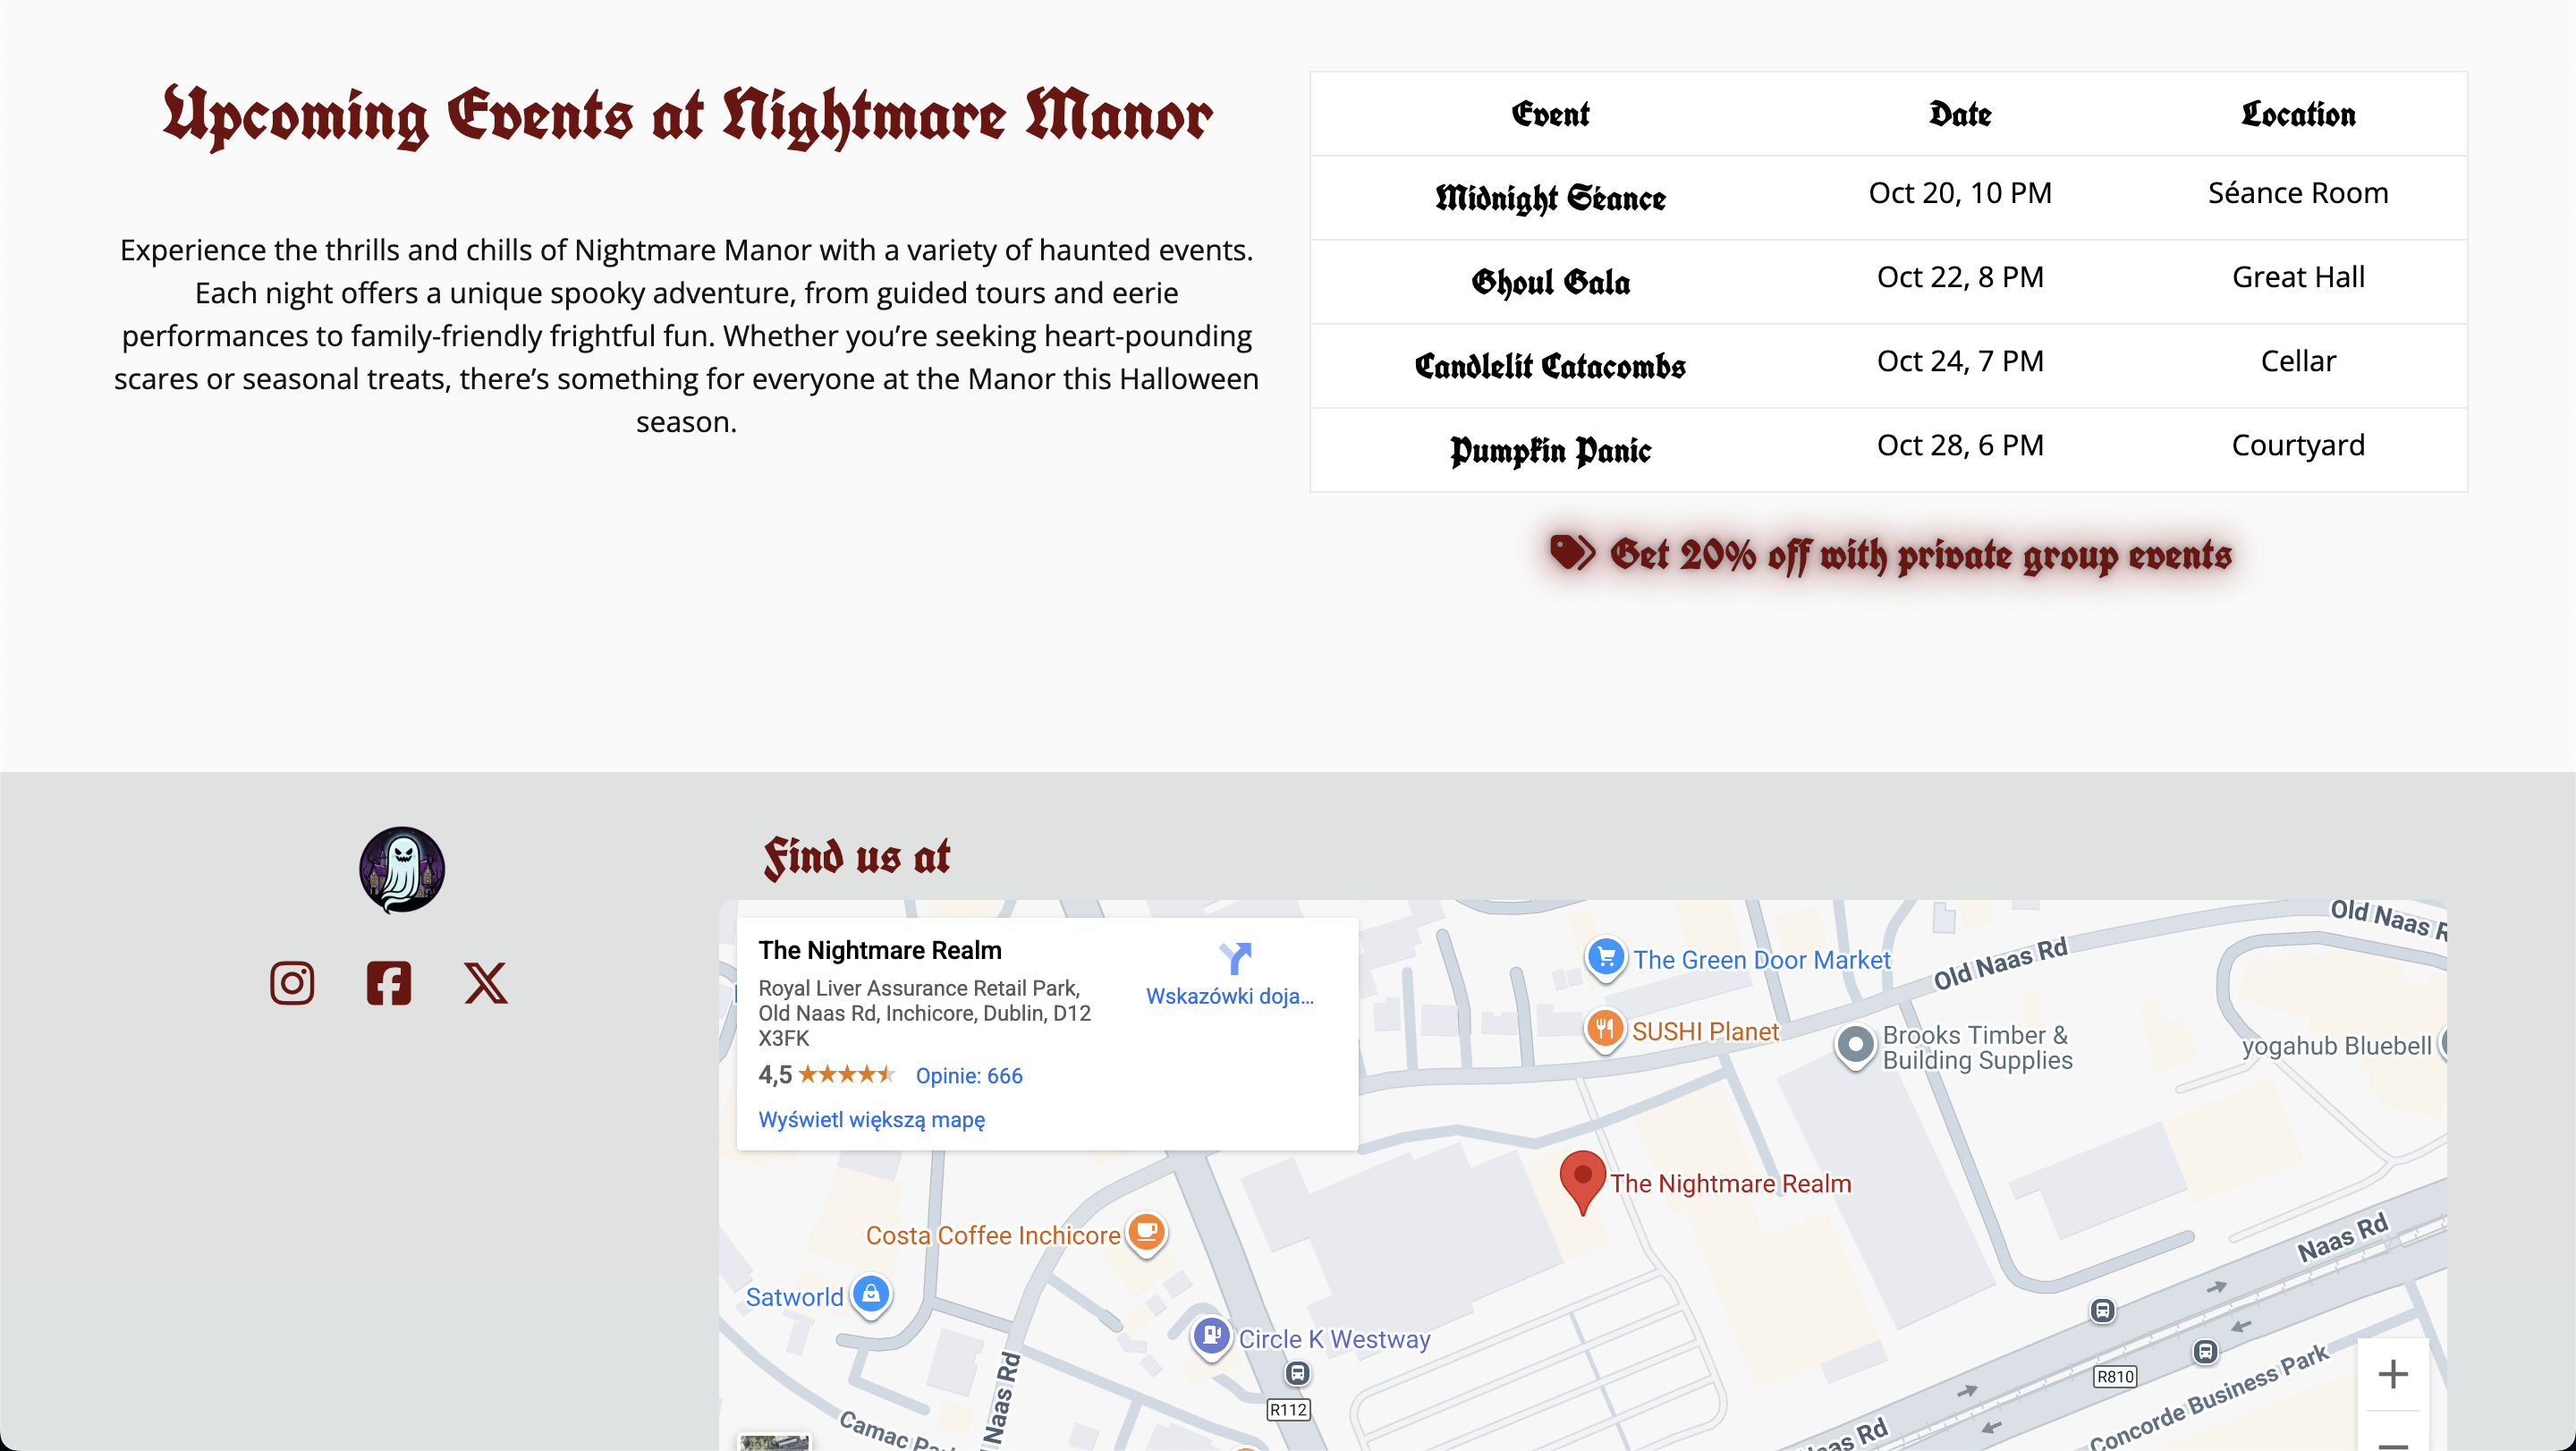 Upcoming Events at Nightmare Manor
Experience the thrills and chills of Nightmare Manor with a variety of haunted events.
Each night offers a unique spooky adventure, from guided tours and eerie
performances to family-friendly frightful fun. Whether you’re seeking heart-pounding
scares or seasonal treats, there’s something for everyone at the Manor this Halloween
season.
Event Date Location
Midnight Séance Oct 20, 10 PM Séance Room
Ghoul Gala Oct 22, 8 PM Great Hall
Candlelit Catacombs Oct 24, 7 PM Cellar
Pumpkin Panic Oct 28, 6 PM Courtyard
Get 20% off with private group events
Find us at
The Nightmare Realm
Royal Liver Assurance Retail Park,
Old Naas Rd, Inchicore, Dublin, D12
X3FK
Wskazówki doja...
4,5 Opinie: 666
Wyświetl większą mapę
Old Naas R
The Green Door Market
Old Naas Rd
SUSHI Planet
Brooks Timber &
Building Supplies
yogahub Bluebell
The Nightmare Realm
Costa Coffee Inchicore
Naas Rd
Satworld
Circle K Westway
R112
Naas Rd
Camac Pa
R810
Concorde Business Park
aas Rd